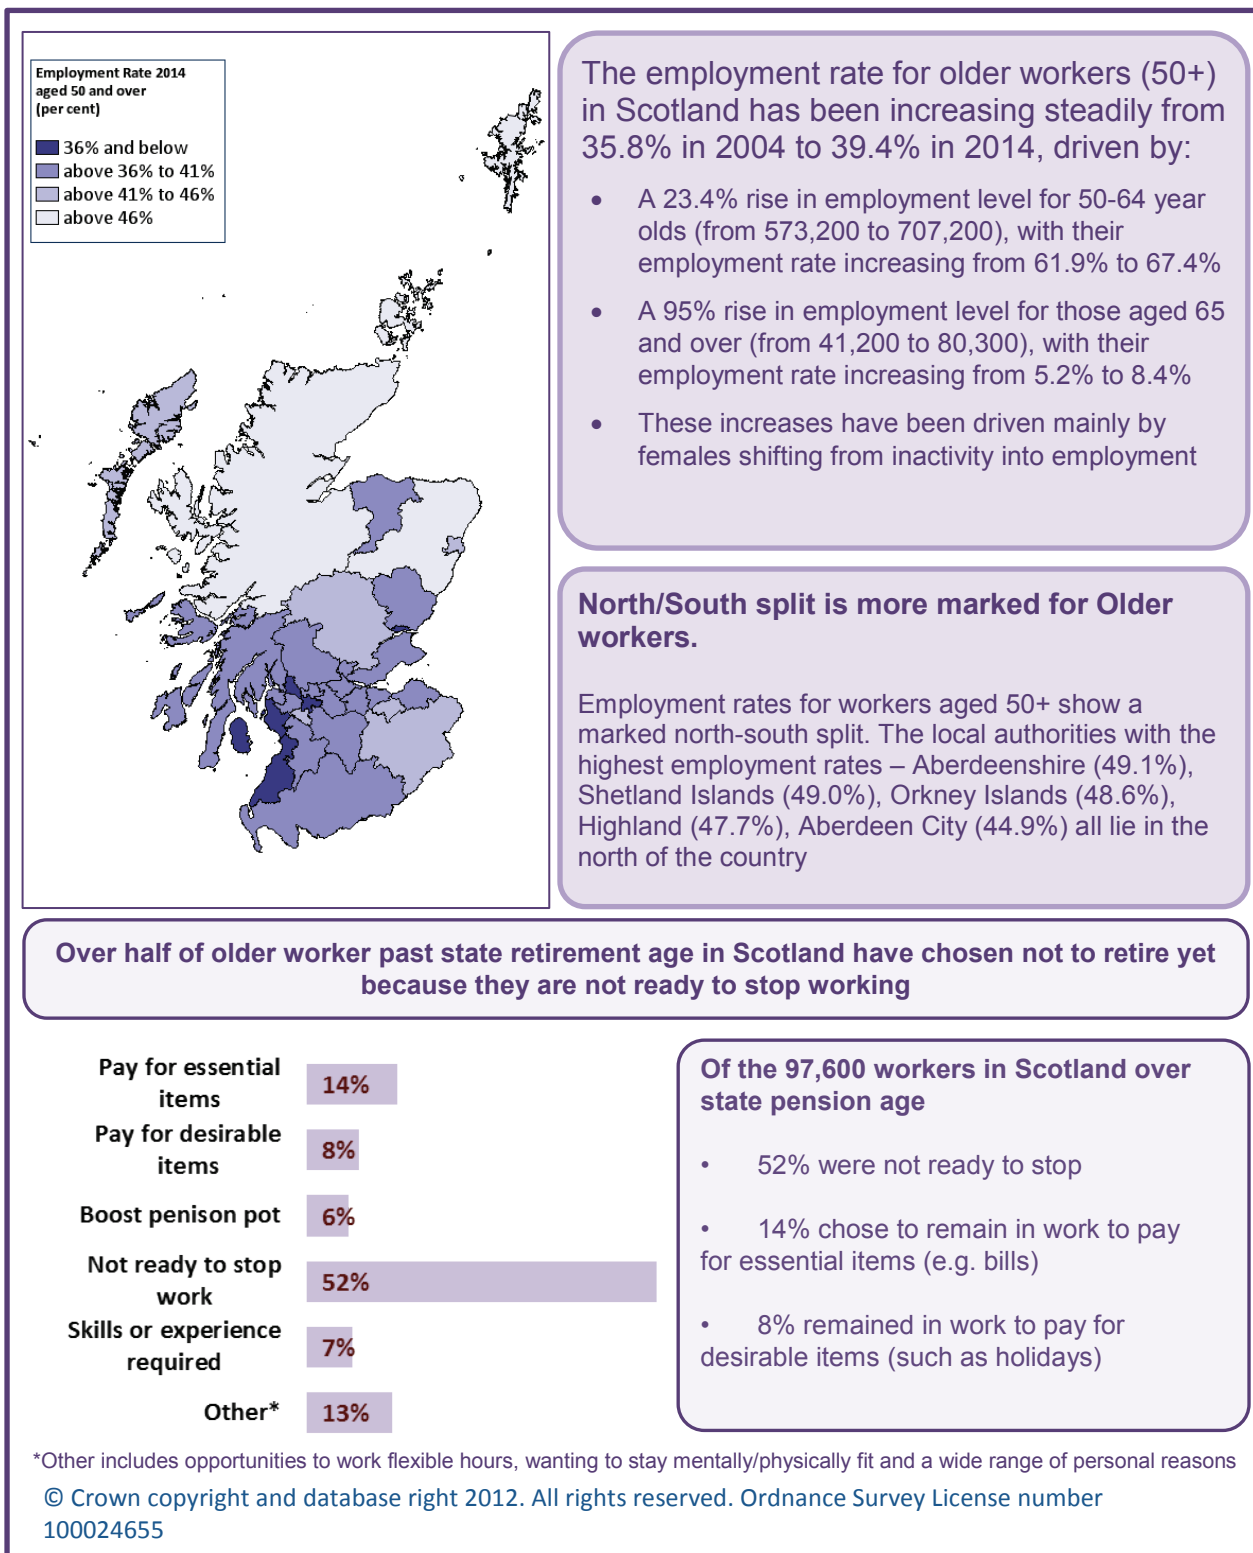 Employment Rate 2014
aged 50 and over
(per cent)
36% and below
above 36% to 41%
above 41% to 46%
above 46%
The employment rate for older workers (50+)
in Scotland has been increasing steadily from
35.8% in 2004 to 39.4% in 2014, driven by:
• A 23.4% rise in employment level for 50-64 year
olds (from 573,200 to 707,200), with their
employment rate increasing from 61.9% to 67.4%
• A 95% rise in employment level for those aged 65
and over (from 41,200 to 80,300), with their
employment rate increasing from 5.2% to 8.4%
• These increases have been driven mainly by
females shifting from inactivity into employment
North/South split is more marked for Older
workers.
Employment rates for workers aged 50+ show a
marked north-south split. The local authorities with the
highest employment rates – Aberdeenshire (49.1%),
Shetland Islands (49.0%), Orkney Islands (48.6%),
Highland (47.7%), Aberdeen City (44.9%) all lie in the
north of the country
Over half of older worker past state retirement age in Scotland have chosen not to retire yet
because they are not ready to stop working
Pay for essential
items
14%
Pay for desirable
items
8%
Boost penison pot
6%
Not ready to stop
work
52%
Skills or experience
required
7%
Other*
13%
Of the 97,600 workers in Scotland over
state pension age
• 52% were not ready to stop
• 14% chose to remain in work to pay
for essential items (e.g. bills)
• 8% remained in work to pay for
desirable items (such as holidays)
*Other includes opportunities to work flexible hours, wanting to stay mentally/physically fit and a wide range of personal reasons
© Crown copyright and database right 2012. All rights reserved. Ordnance Survey License number
100024655